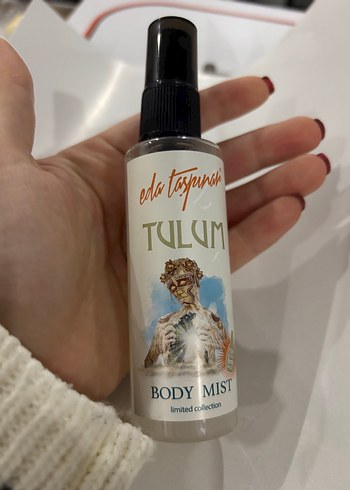 eda taşpınar
TULUM
BODY MIST
limited collection